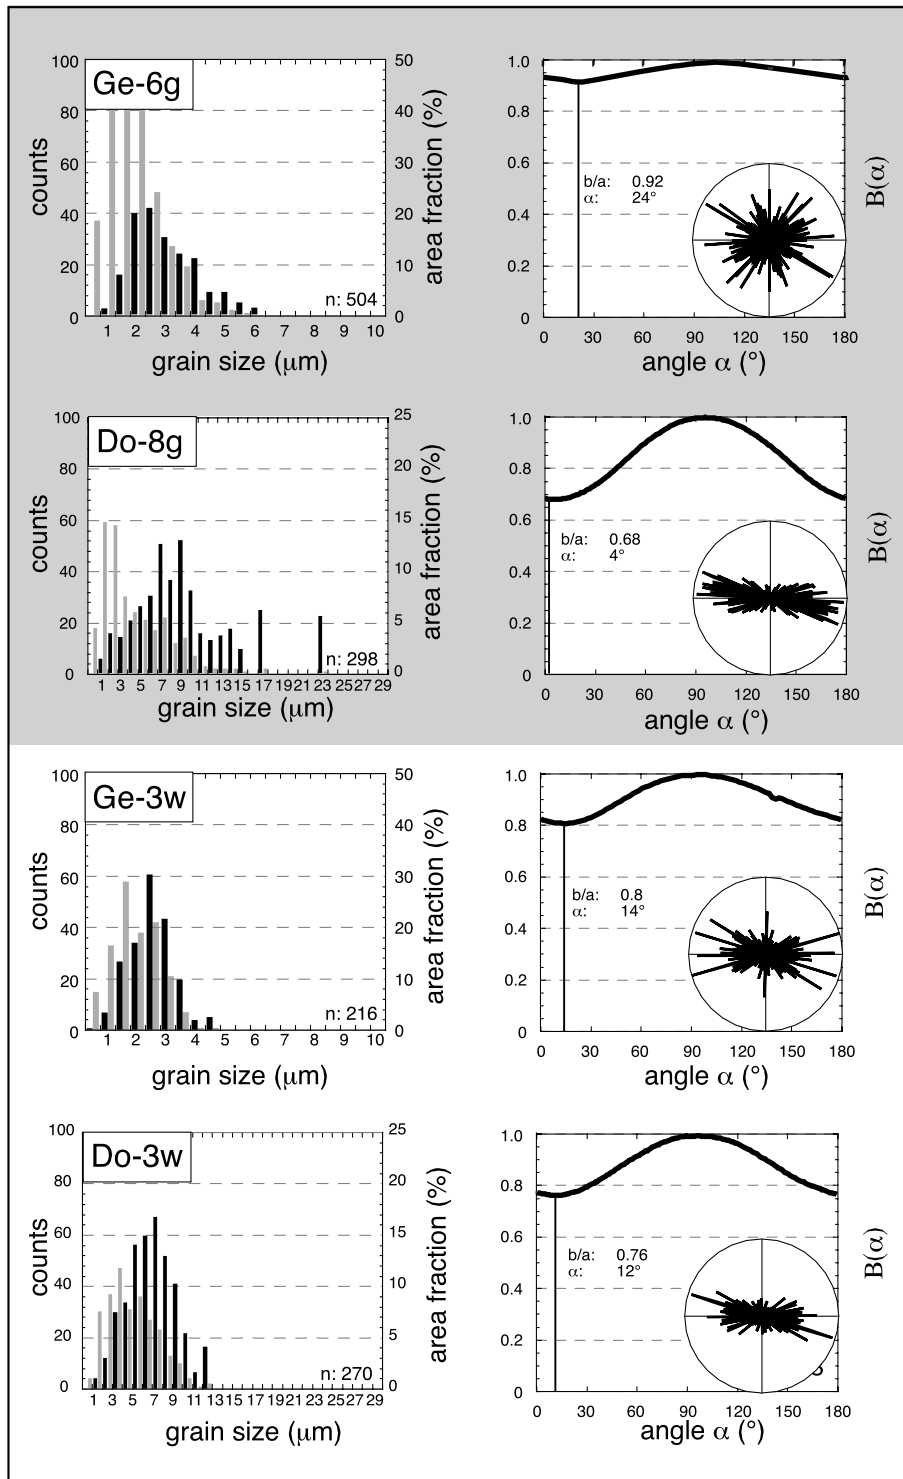 Ge-6g
counts
100
80
60
40
20
0
50
40
30
20
10
0
area fraction (%)
n: 504
1 2 3 4 5 6 7 8 9 10
grain size (μm)
1.0
0.8
0.6
0.4
0.2
0
b/a: 0.92
α: 24°
B(α)
0 30 60 90 120 150 180
angle α (°)
Do-8g
counts
100
80
60
40
20
0
25
20
15
10
5
0
area fraction (%)
n: 298
1 3 5 7 9 11 13 15 17 19 21 23 25 27 29
grain size (μm)
1.0
0.8
0.6
0.4
0.2
0
b/a: 0.68
α: 4°
B(α)
0 30 60 90 120 150 180
angle α (°)
Ge-3w
counts
100
80
60
40
20
0
50
40
30
20
10
0
area fraction (%)
n: 216
1 2 3 4 5 6 7 8 9 10
grain size (μm)
1.0
0.8
0.6
0.4
0.2
0
b/a: 0.8
α: 14°
B(α)
0 30 60 90 120 150 180
angle α (°)
Do-3w
counts
100
80
60
40
20
0
25
20
15
10
5
0
area fraction (%)
n: 270
1 3 5 7 9 11 13 15 17 19 21 23 25 27 29
grain size (μm)
1.0
0.8
0.6
0.4
0.2
0
b/a: 0.76
α: 12°
B(α)
0 30 60 90 120 150 180
angle α (°)